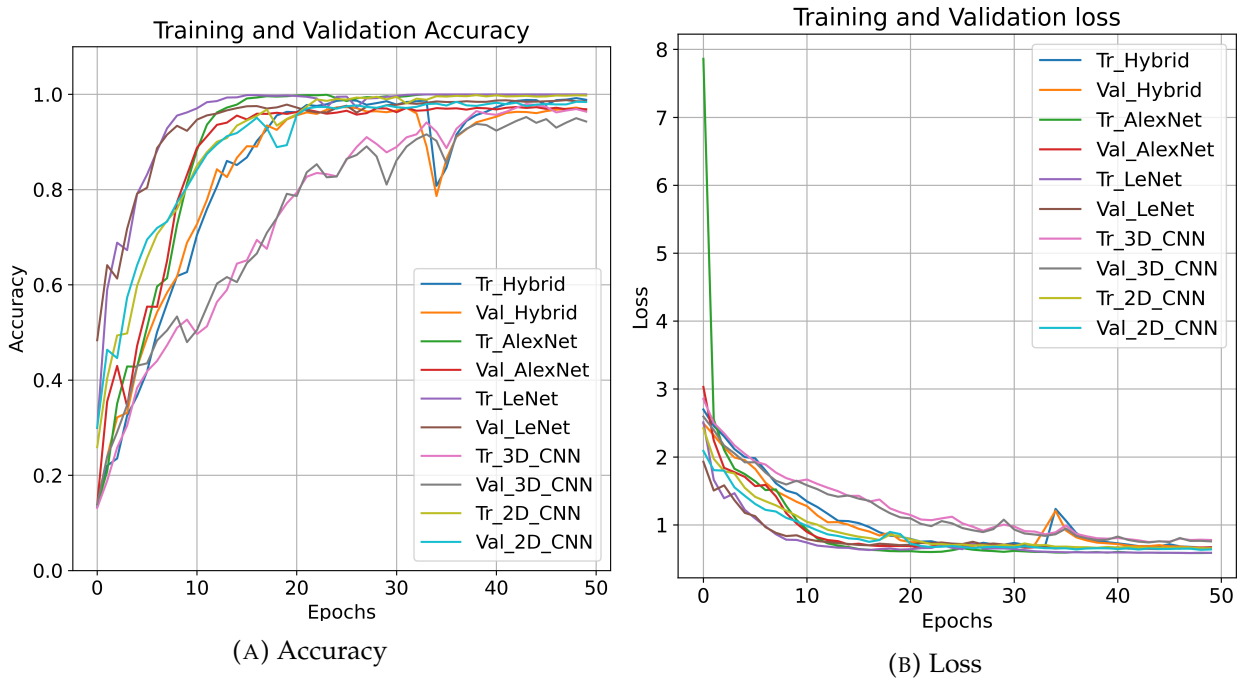 Training and Validation Accuracy
1.0
0.8
0.6
0.4
0.2
0.0
Accuracy
Tr_Hybrid
Val_Hybrid
Tr_AlexNet
Val_AlexNet
Tr_LeNet
Val_LeNet
Tr_3D_CNN
Val_3D_CNN
Tr_2D_CNN
Val_2D_CNN
0 10 20 30 40 50
Epochs
(A) Accuracy
Training and Validation loss
8
7
6
5
4
3
2
1
Loss
Tr_Hybrid
Val_Hybrid
Tr_AlexNet
Val_AlexNet
Tr_LeNet
Val_LeNet
Tr_3D_CNN
Val_3D_CNN
Tr_2D_CNN
Val_2D_CNN
0 10 20 30 40 50
Epochs
(B) Loss